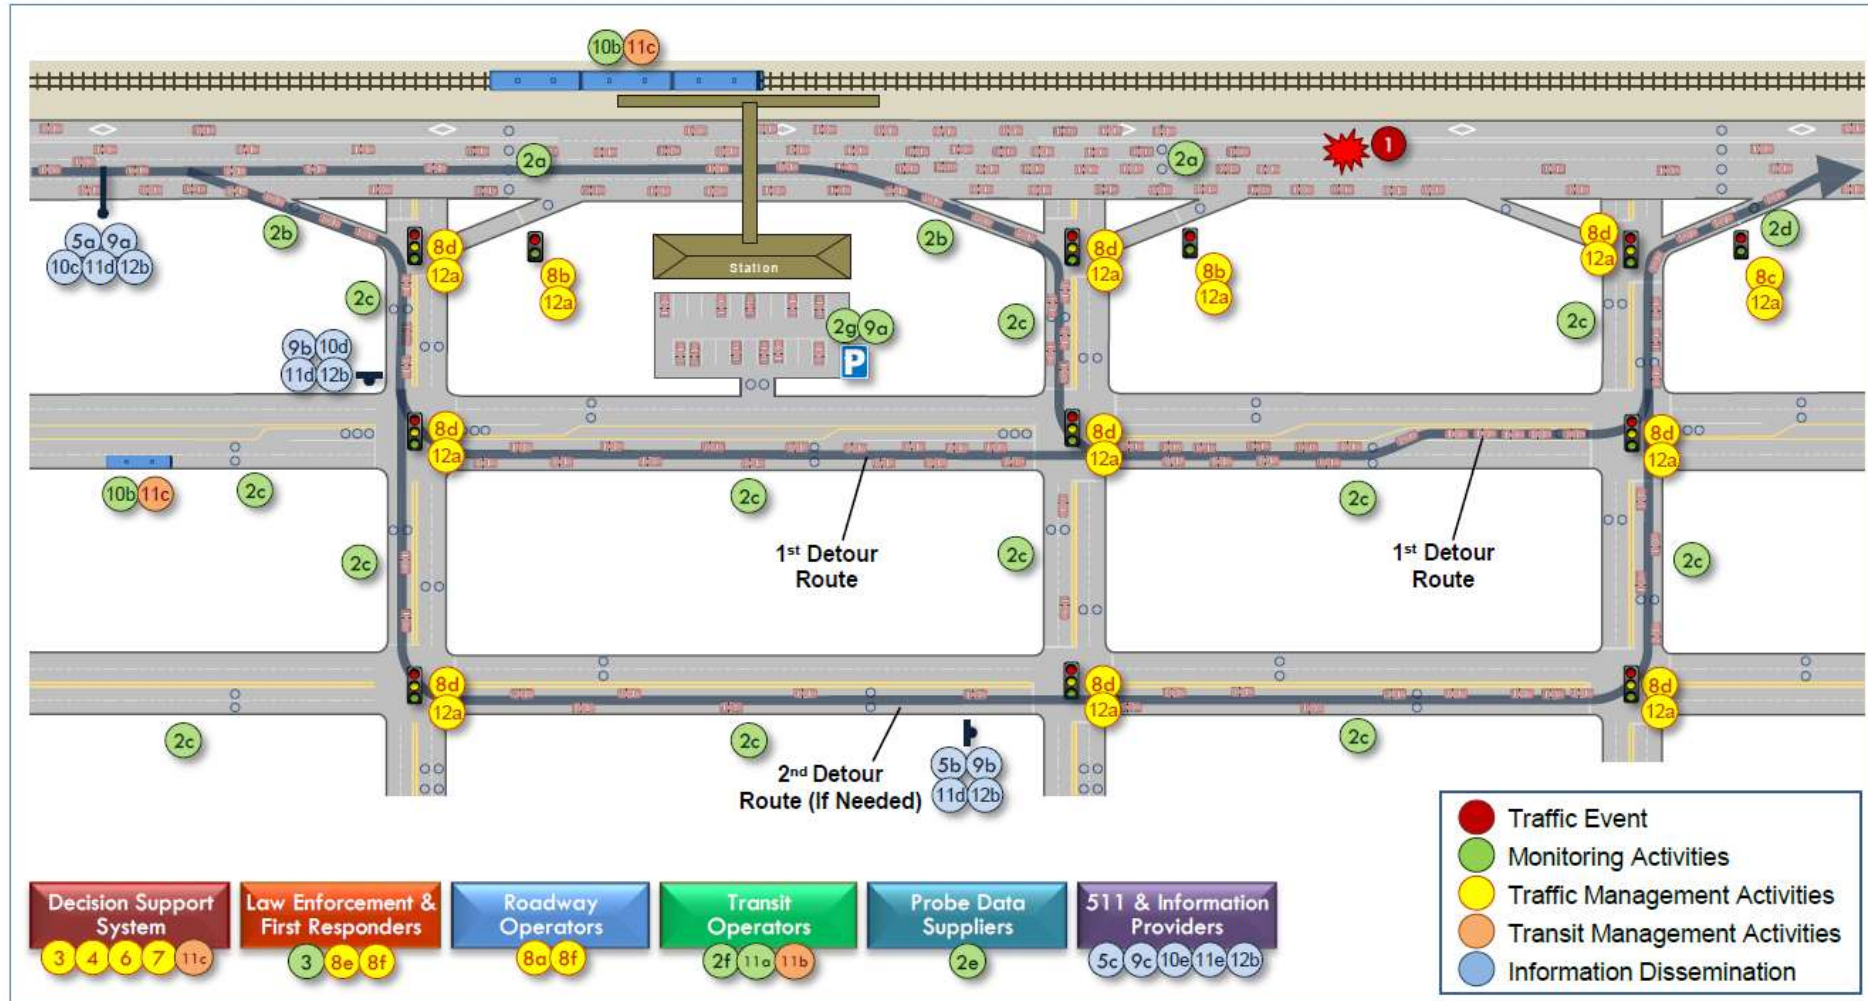 10b 11c
1
2a
2a
5a 9a
10c 11d 12b
2b
8d
12a
8b
12a
2b
8d
12a
8b
12a
8d
12a
2d
8c
12a
Station
2c
2g 9a
P
2c
2c
9b 10d
11d 12b
8d
12a
8d
12a
8d
12a
10b 11c
2c
2c
2c
1st Detour
Route
1st Detour
Route
2c
2c
2c
8d
12a
8d
12a
8d
12a
2c
2c
2c
2nd Detour
Route (If Needed)
5b 9b
11d 12b
Traffic Event
Monitoring Activities
Traffic Management Activities
Transit Management Activities
Information Dissemination
Decision Support
System
3 4 6 7 11c
Law Enforcement &
First Responders
3 8e 8f
Roadway
Operators
8a 8f
Transit
Operators
2f 11a 11b
Probe Data
Suppliers
2e
511 & Information
Providers
5c 9c 10e 11e 12b